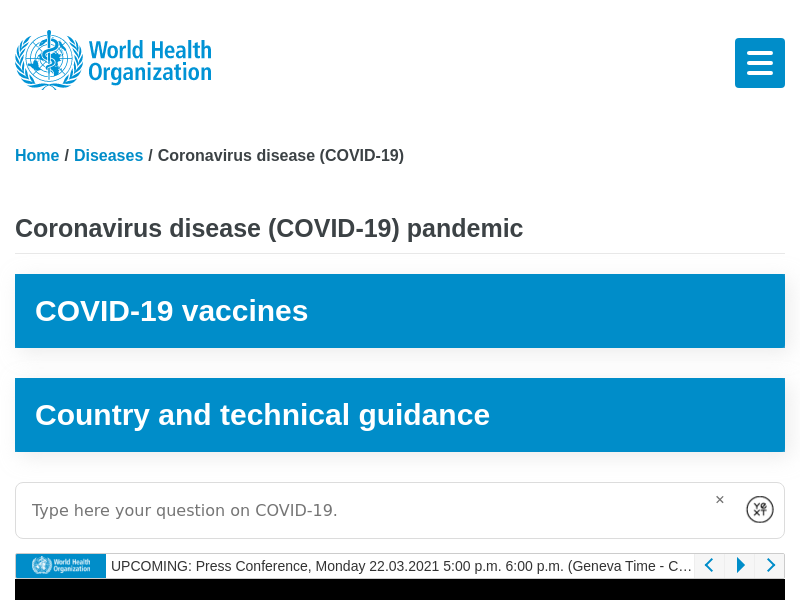 World Health
Organization
Home / Diseases / Coronavirus disease (COVID-19)
Coronavirus disease (COVID-19) pandemic
COVID-19 vaccines
Country and technical guidance
Type here your question on COVID-19.
×
yext
World Health
Organization
UPCOMING: Press Conference, Monday 22.03.2021 5:00 p.m. 6:00 p.m. (Geneva Time - C…